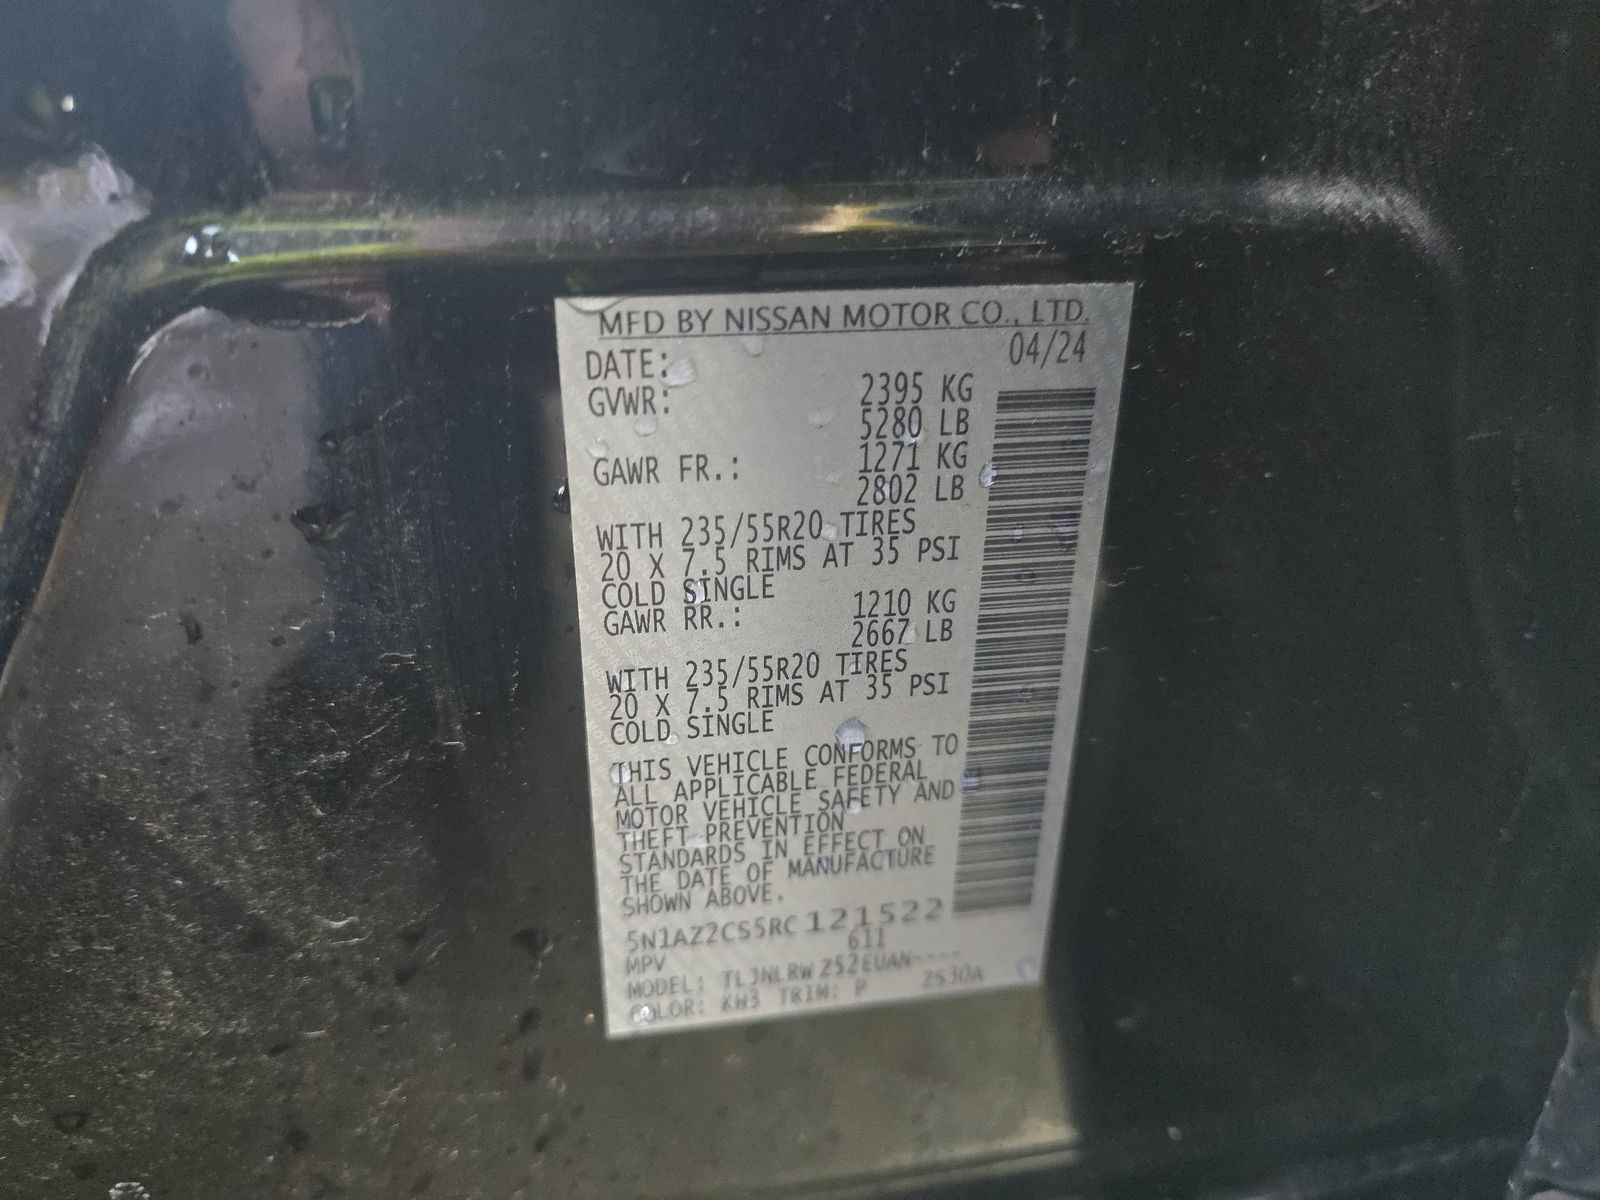 MFD BY NISSAN MOTOR CO., LTD.
DATE: 04/24
GVWR: 2395 KG
5280 LB
GAWR FR.: 1271 KG
2802 LB
WITH 235/55R20 TIRES
20 X 7.5 RIMS AT 35 PSI
COLD SINGLE
GAWR RR.: 1210 KG
2667 LB
WITH 235/55R20 TIRES
20 X 7.5 RIMS AT 35 PSI
COLD SINGLE
THIS VEHICLE CONFORMS TO
ALL APPLICABLE FEDERAL
MOTOR VEHICLE SAFETY AND
THEFT PREVENTION
STANDARDS IN EFFECT ON
THE DATE OF MANUFACTURE
SHOWN ABOVE.
5N1AZ2CS5RC 121522
611
MPV
MODEL: TLJNLRW Z52EUAN----
COLOR: KH3 TRIM: P ZS30A